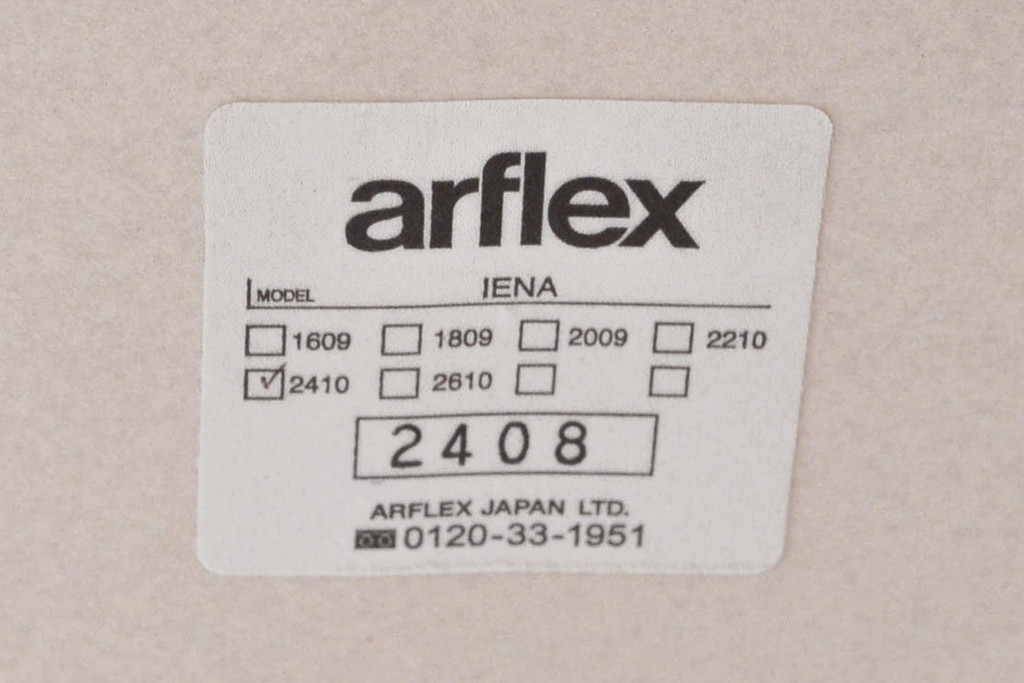 arflex
MODEL IENA
1609 1809 2009 2210
2410 2610
2408
ARFLEX JAPAN LTD.
0120-33-1951